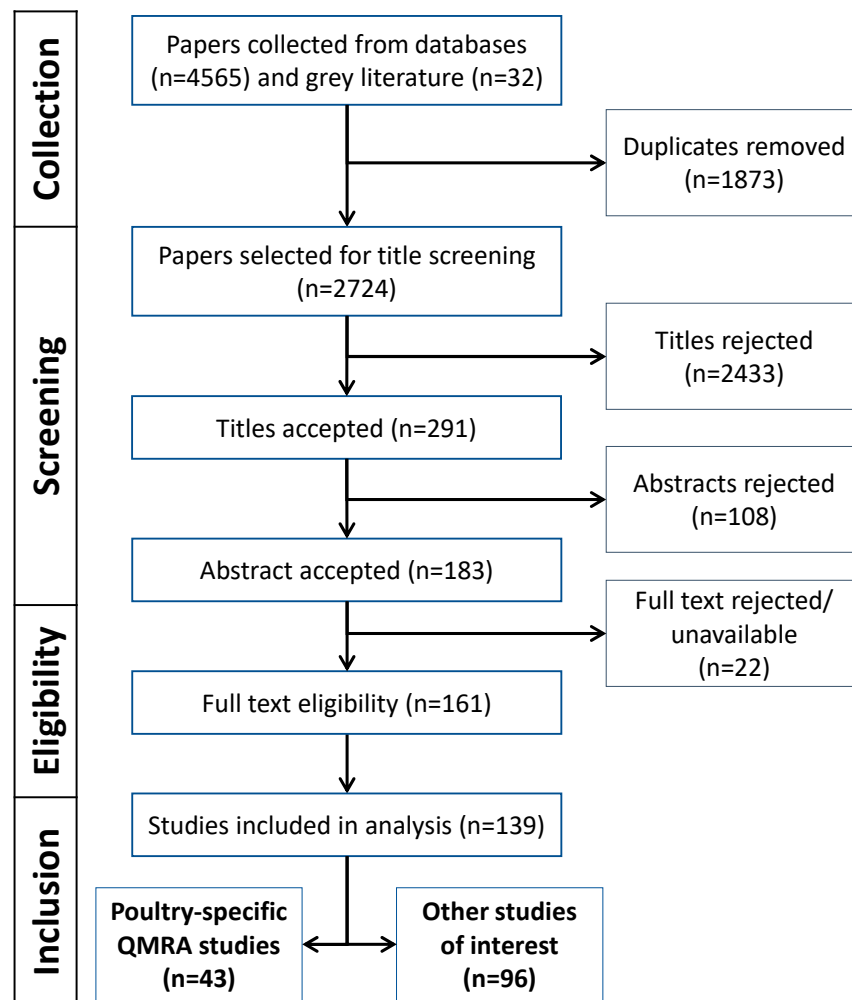 Collection
Papers collected from databases
(n=4565) and grey literature (n=32)
Duplicates removed
(n=1873)
Screening
Papers selected for title screening
(n=2724)
Titles rejected
(n=2433)
Titles accepted (n=291)
Abstracts rejected
(n=108)
Abstract accepted (n=183)
Eligibility
Full text rejected/
unavailable
(n=22)
Full text eligibility (n=161)
Inclusion
Studies included in analysis (n=139)
Poultry-specific
QMRA studies
(n=43)
Other studies
of interest
(n=96)